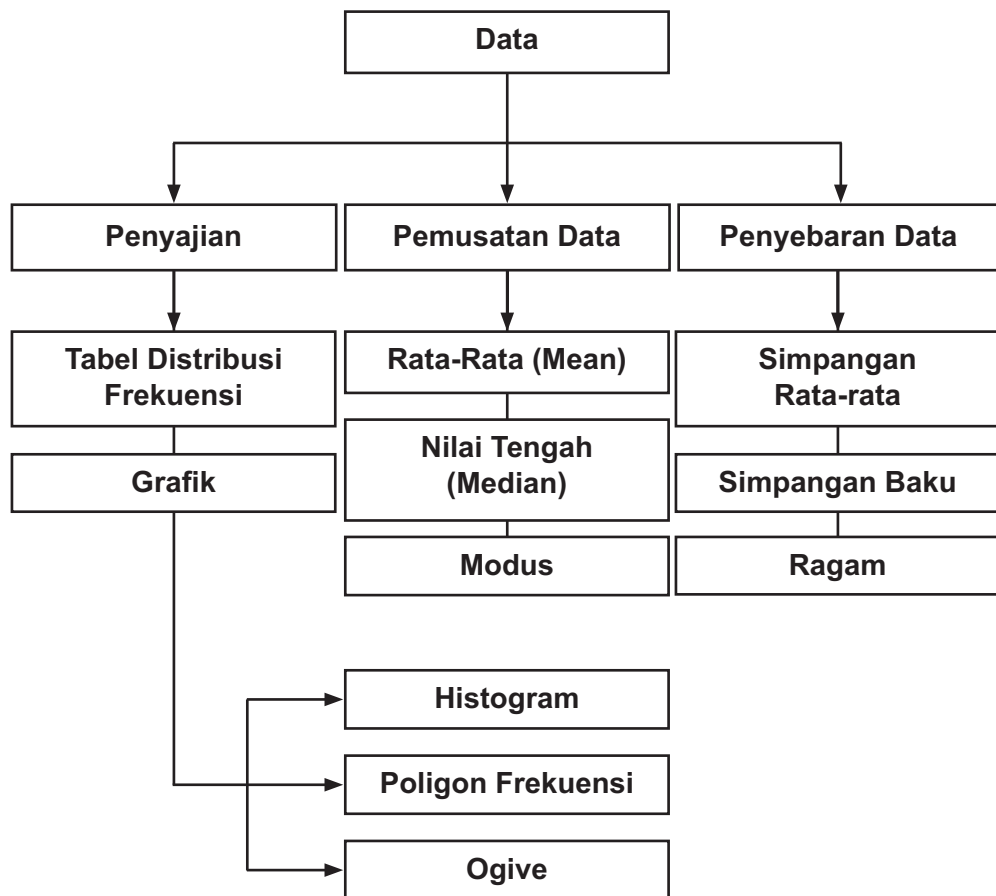 Data
Penyajian
Pemusatan Data
Penyebaran Data
Tabel Distribusi
Frekuensi
Rata-Rata (Mean)
Simpangan
Rata-rata
Grafik
Nilai Tengah
(Median)
Simpangan Baku
Modus
Ragam
Histogram
Poligon Frekuensi
Ogive